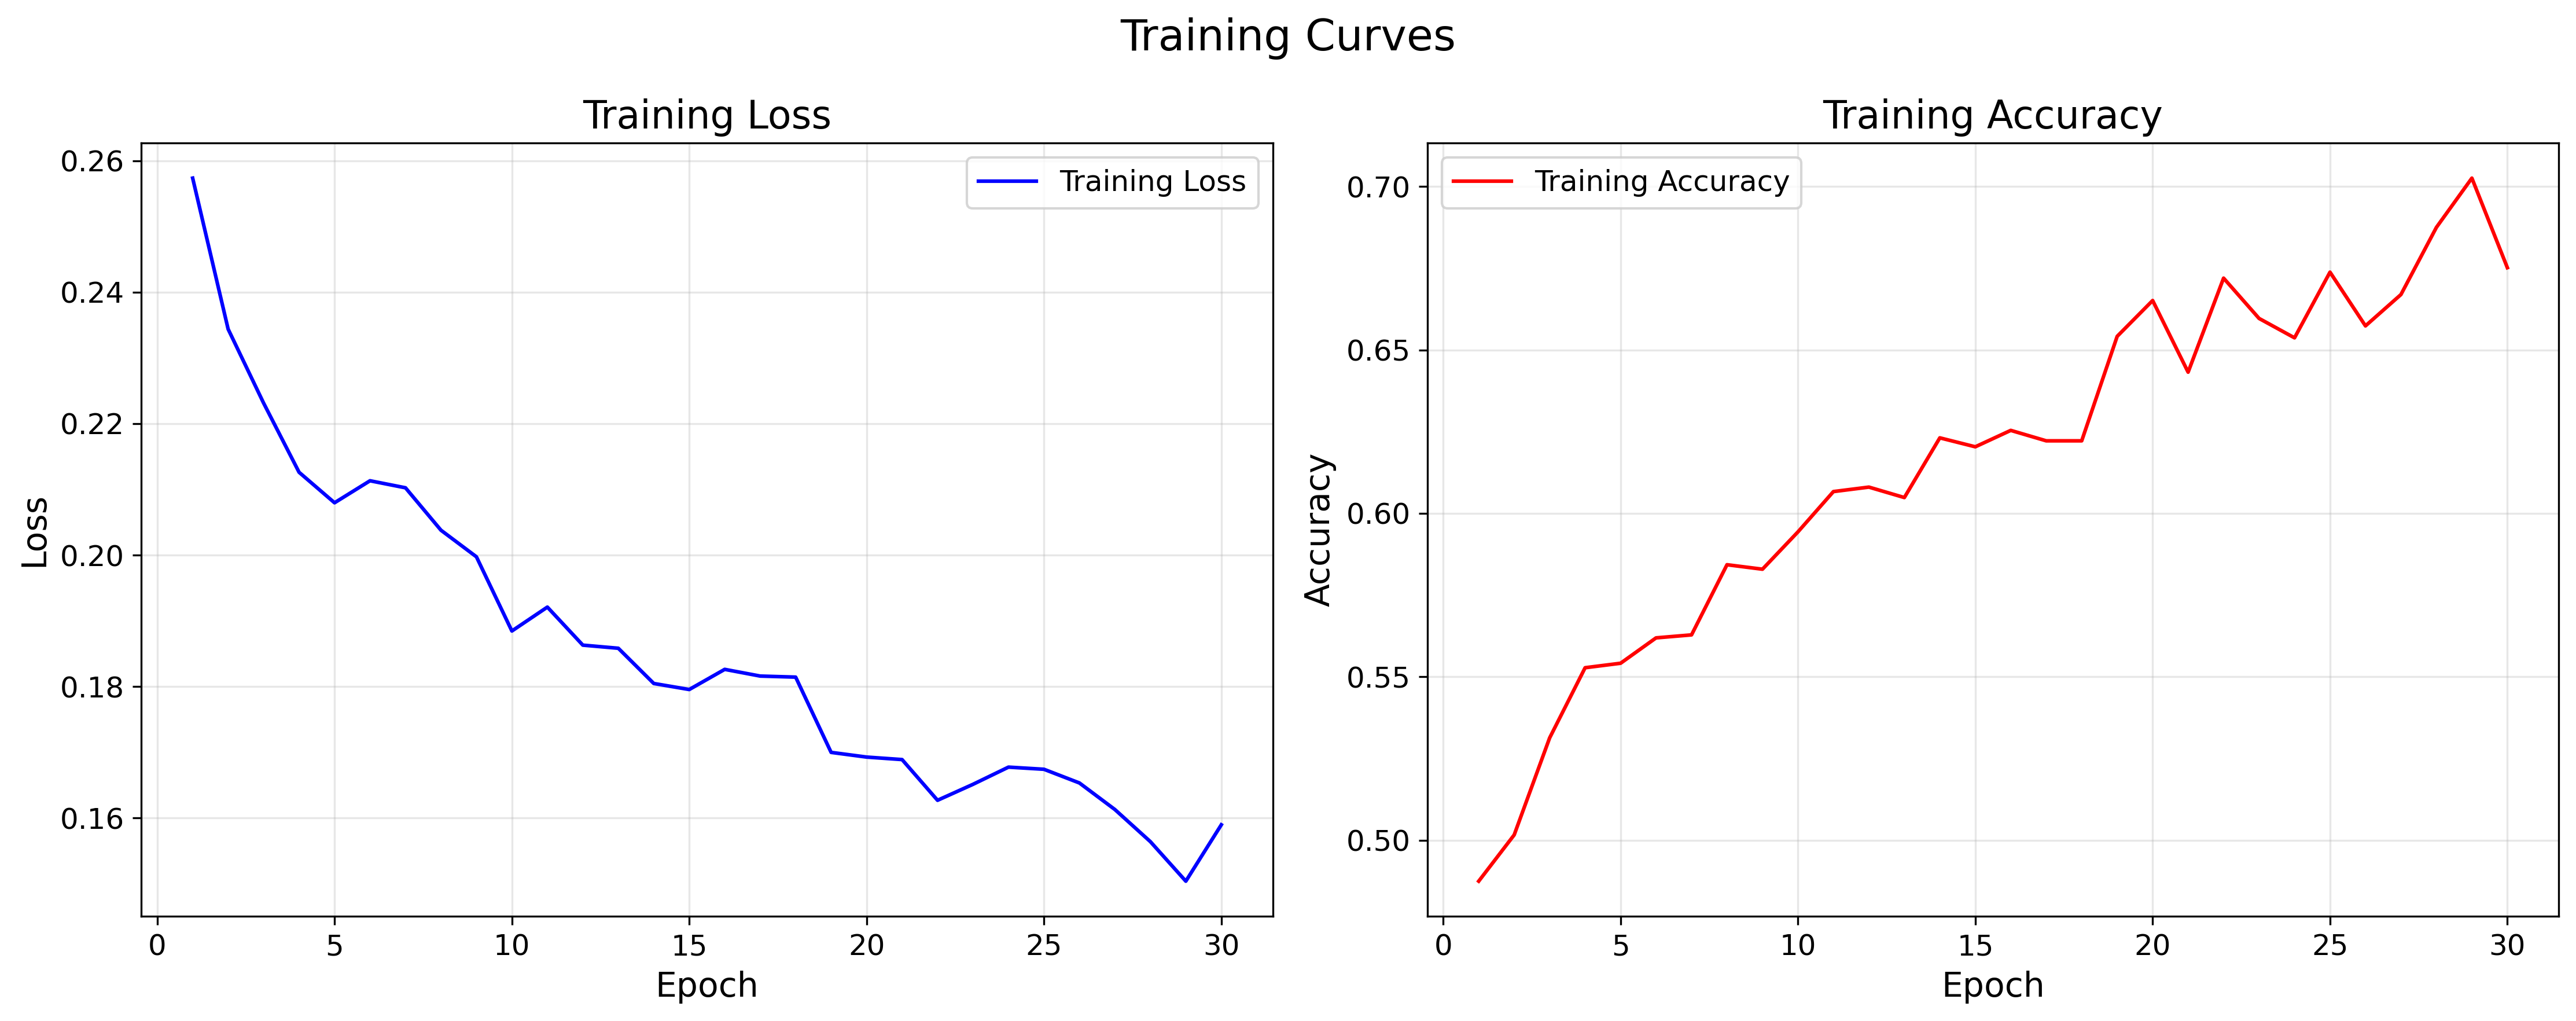 Training Curves
Training Loss
0.26
0.24
0.22
0.20
0.18
0.16
Loss
Training Loss
0 5 10 15 20 25 30
Epoch
Training Accuracy
0.70
0.65
0.60
0.55
0.50
Accuracy
Training Accuracy
0 5 10 15 20 25 30
Epoch